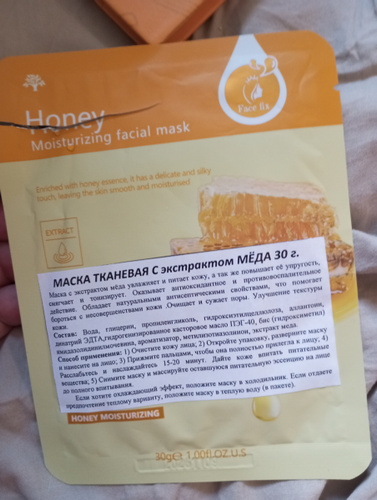 Honey
Moisturizing facial mask
Face fix
Enriched with honey essence, it has a delicate and silky
touch, leaving the skin smooth and moisturised.
EXTRACT
МАСКА ТКАНЕВАЯ С экстрактом МЁДА 30 г.
Маска с экстрактом мёда увлажняет и питает кожу, а так же повышает её упругость,
смягчает и тонизирует. Оказывает антиоксидантное и противовоспалительное
действие. Обладает натуральными антисептическими свойствами, что помогает
бороться с несовершенствами кожи Очищает и сужает поры. Улучшение текстуры
кожи.
Состав: Вода, глицерин, пропиленгликоль, гидроксиэтилцеллюлоза, аллантоин,
динатрий ЭДТА,гидрогенизированное касторовое масло ПЭГ-40, бис (гидроксиметил)
имидазолидинилмочевина, ароматизатор, метилизотиазолинон, экстракт меда.
Способ применения: 1) Очистите кожу лица; 2) Откройте упаковку, разверните маску
и нанесите на лицо; 3) Прижмите пальцами, чтобы она полностью прилегла к лицу; 4)
Расслабьтесь и наслаждайтесь 15-20 минут. Дайте коже впитать питательные
вещества; 5) Снимите маску и массируйте оставшуюся питательную эссенцию на лице
до полного впитывания.
Если хотите охлаждающий эффект, положите маску в холодильник. Если отдаете
предпочтений теплому варианту, положите маску в теплую воду (в пакете).
HONEY MOISTURIZING
30g℮ 1.00fl.OZ.U.S